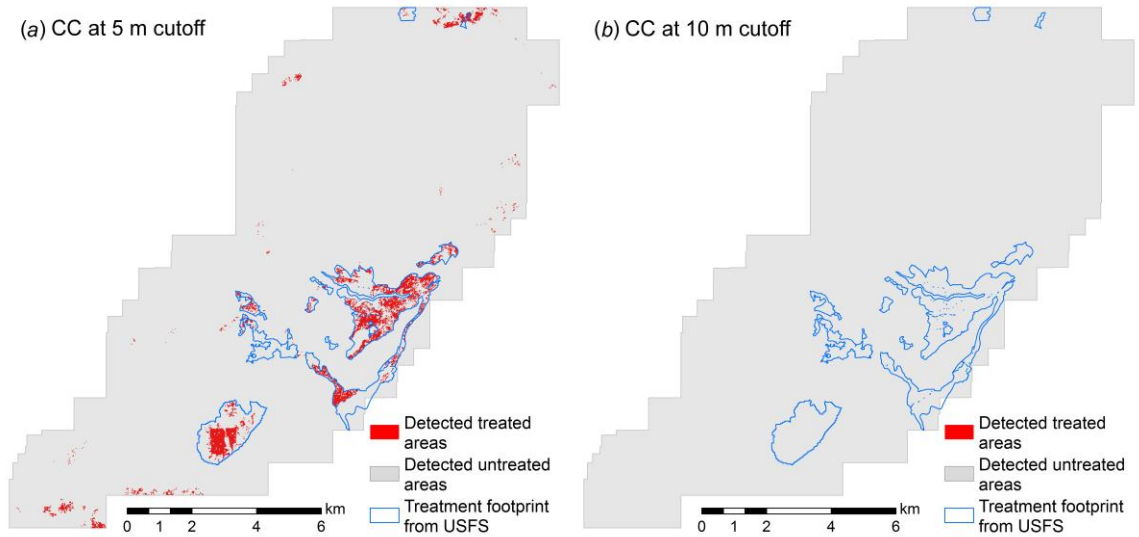 (a) CC at 5 m cutoff
Detected treated
areas
Detected untreated
areas
Treatment footprint
from USFS
km
0 1 2 4 6
(b) CC at 10 m cutoff
Detected treated
areas
Detected untreated
areas
Treatment footprint
from USFS
km
0 1 2 4 6